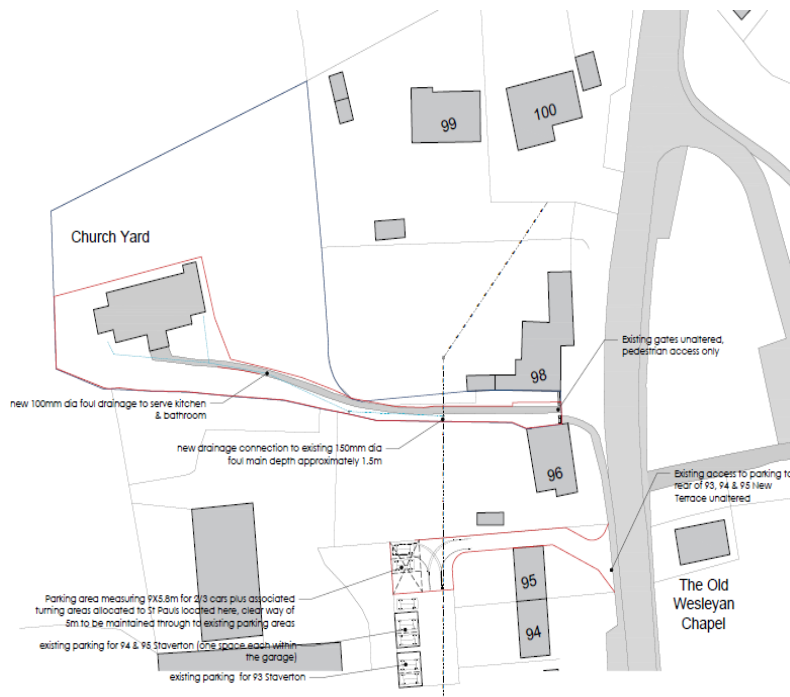 99
100
Church Yard
98
Existing gates unaltered,
pedestrian access only
new 100mm dia foul drainage to serve kitchen
& bathroom
new drainage connection to existing 150mm dia
foul main depth approximately 1.5m
96
Existing access to parking to
rear of 93, 94 & 95 New
Terrace unaltered
95
94
The Old
Wesleyan
Chapel
Parking area measuring 9X5.8m for 2/3 cars plus associated
turning areas allocated to St Pauls located here, clear way of
5m to be maintained through to existing parking areas
existing parking for 94 & 95 Staverton (one space each within
the garage)
existing parking for 93 Staverton